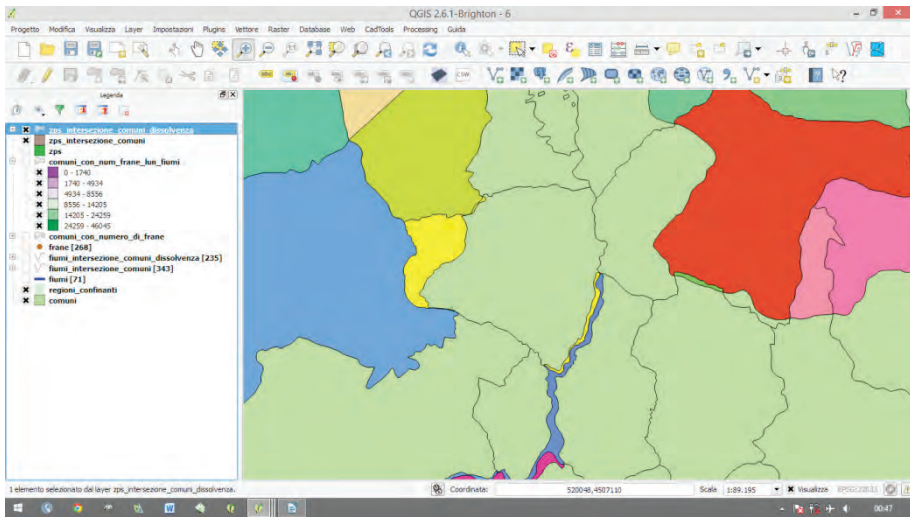 QGIS 2.6.1-Brighton - 6
Progetto Modifica Visualizza Layer Impostazioni Plugins Vettore Raster Database Web CadTools Processing Guida
CSW
Legenda
zps_intersezione_comuni_dissolvenza
zps_intersezione_comuni
zps
comuni_con_num_frane_lun_fiumi
0 - 1740
1740 - 4934
4934 - 8556
8556 - 14205
14205 - 24259
24259 - 46045
comuni_con_numero_di_frane
frane [268]
fiumi_intersezione_comuni_dissolvenza [235]
fiumi_intersezione_comuni [343]
fiumi [71]
regioni_confinanti
comuni
1 elemento selezionato dal layer zps_intersezione_comuni_dissolvenza.
Coordinate: 520048,4507110 Scala 1:89.195 Visualizza
00:47